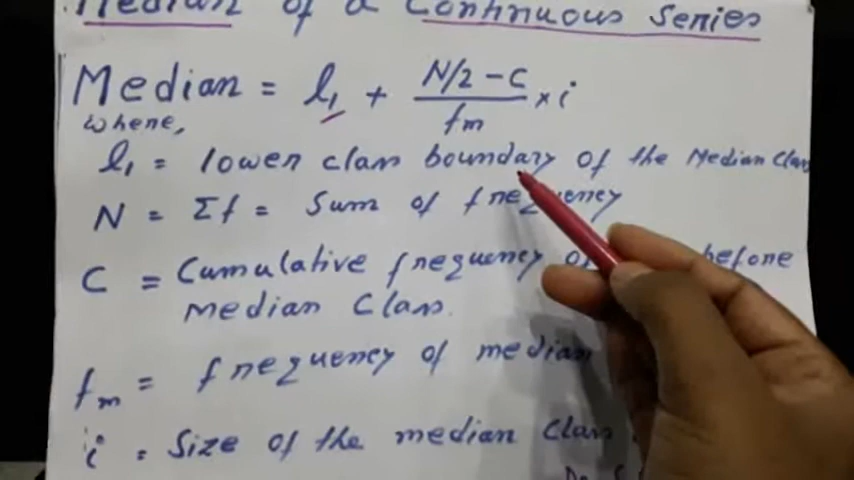 Median of a Continuous Series
Median = l₁ + (N/2 - C)/fm × i
where,
l₁ = lower class boundary of the Median Class
N = Σf = Sum of frequency
C = Cumulative frequency of before
median Class.
fm = frequency of median
i = Size of the median Class